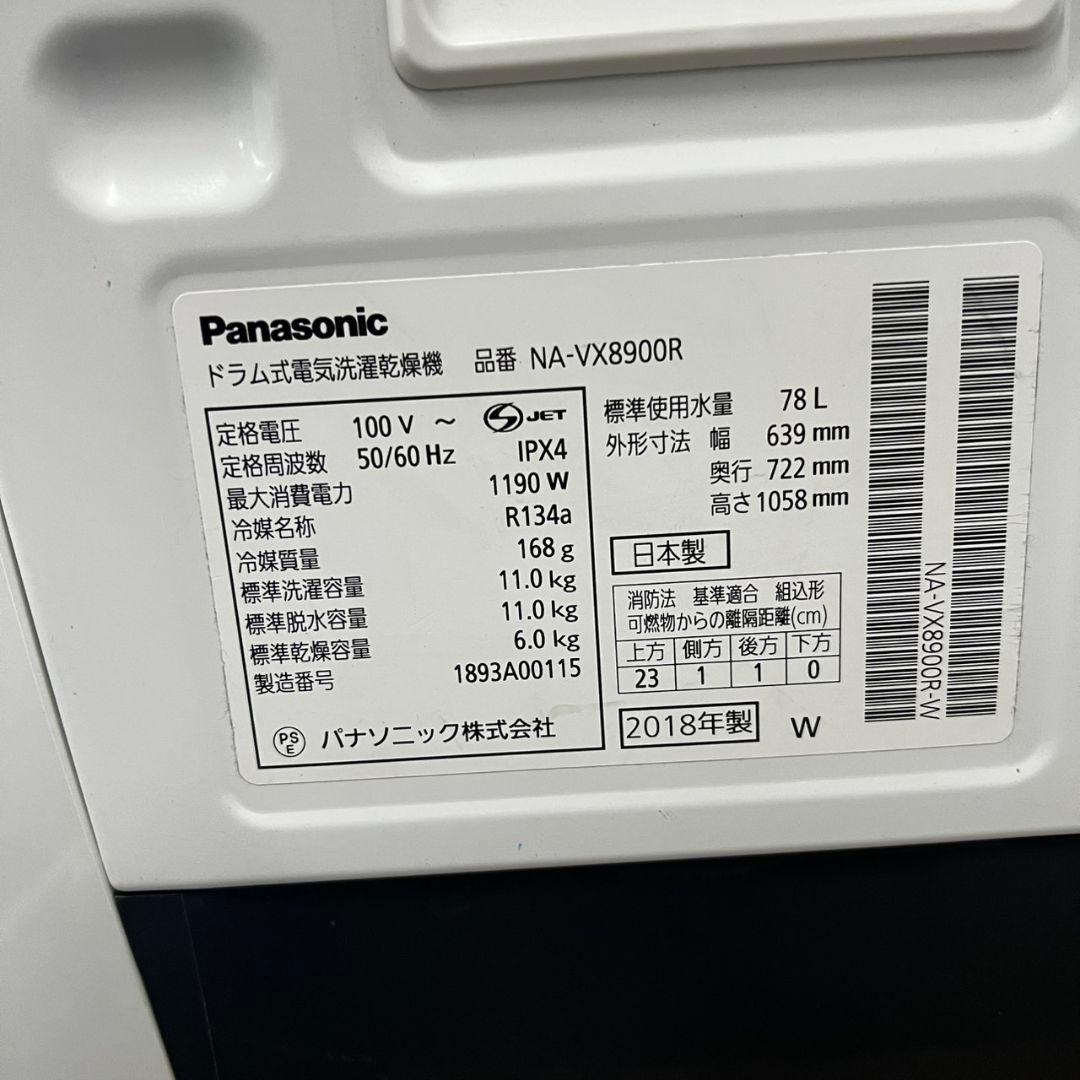 Panasonic
ドラム式電気洗濯乾燥機 品番 NA-VX8900R
定格電圧 100 V ～ S JET
定格周波数 50/60 Hz IPX4
最大消費電力 1190 W
冷媒名称 R134a
冷媒質量 168 g
標準洗濯容量 11.0 kg
標準脱水容量 11.0 kg
標準乾燥容量 6.0 kg
製造番号 1893A00115
PS E パナソニック株式会社
標準使用水量 78 L
外形寸法 幅 639 mm
奥行 722 mm
高さ 1058 mm
日本製
消防法 基準適合 組込形
可燃物からの離隔距離(cm)
上方 側方 後方 下方
23 1 1 0
2018年製 W
NA-VX8900R-W